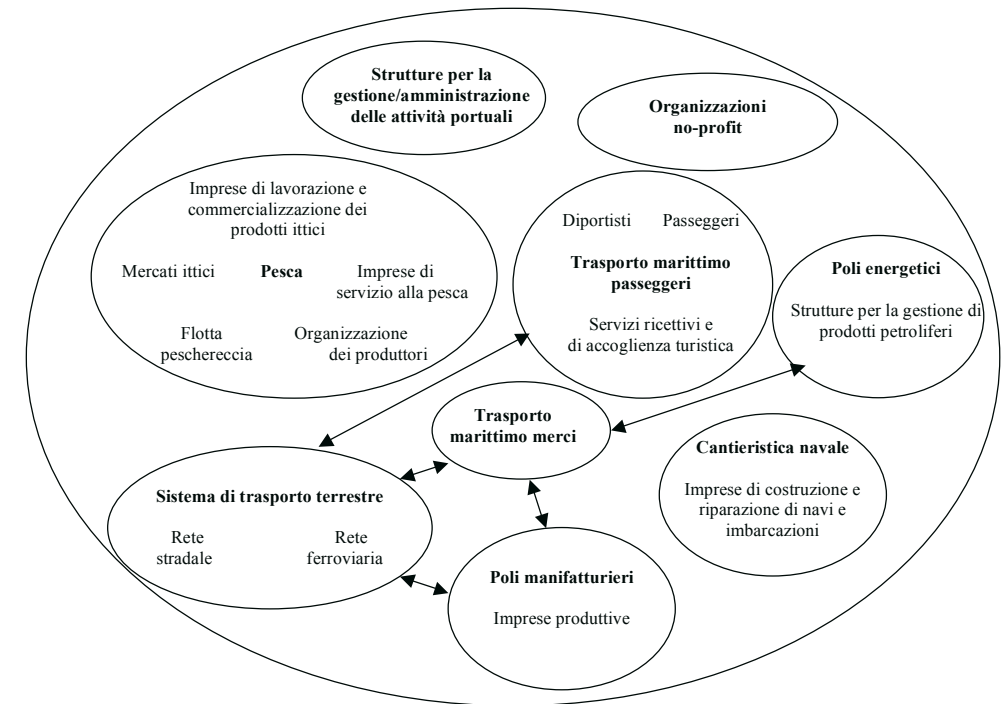 Strutture per la
gestione/amministrazione
delle attività portuali
Organizzazioni
no-profit
Imprese di lavorazione e
commercializzazione dei
prodotti ittici
Mercati ittici
Pesca
Imprese di
servizio alla pesca
Flotta
peschereccia
Organizzazione
dei produttori
Diportisti
Passeggeri
Trasporto marittimo
passeggeri
Servizi ricettivi e
di accoglienza turistica
Poli energetici
Strutture per la gestione di
prodotti petroliferi
Trasporto
marittimo merci
Cantieristica navale
Imprese di costruzione e
riparazione di navi e
imbarcazioni
Sistema di trasporto terrestre
Rete
stradale
Rete
ferroviaria
Poli manifatturieri
Imprese produttive